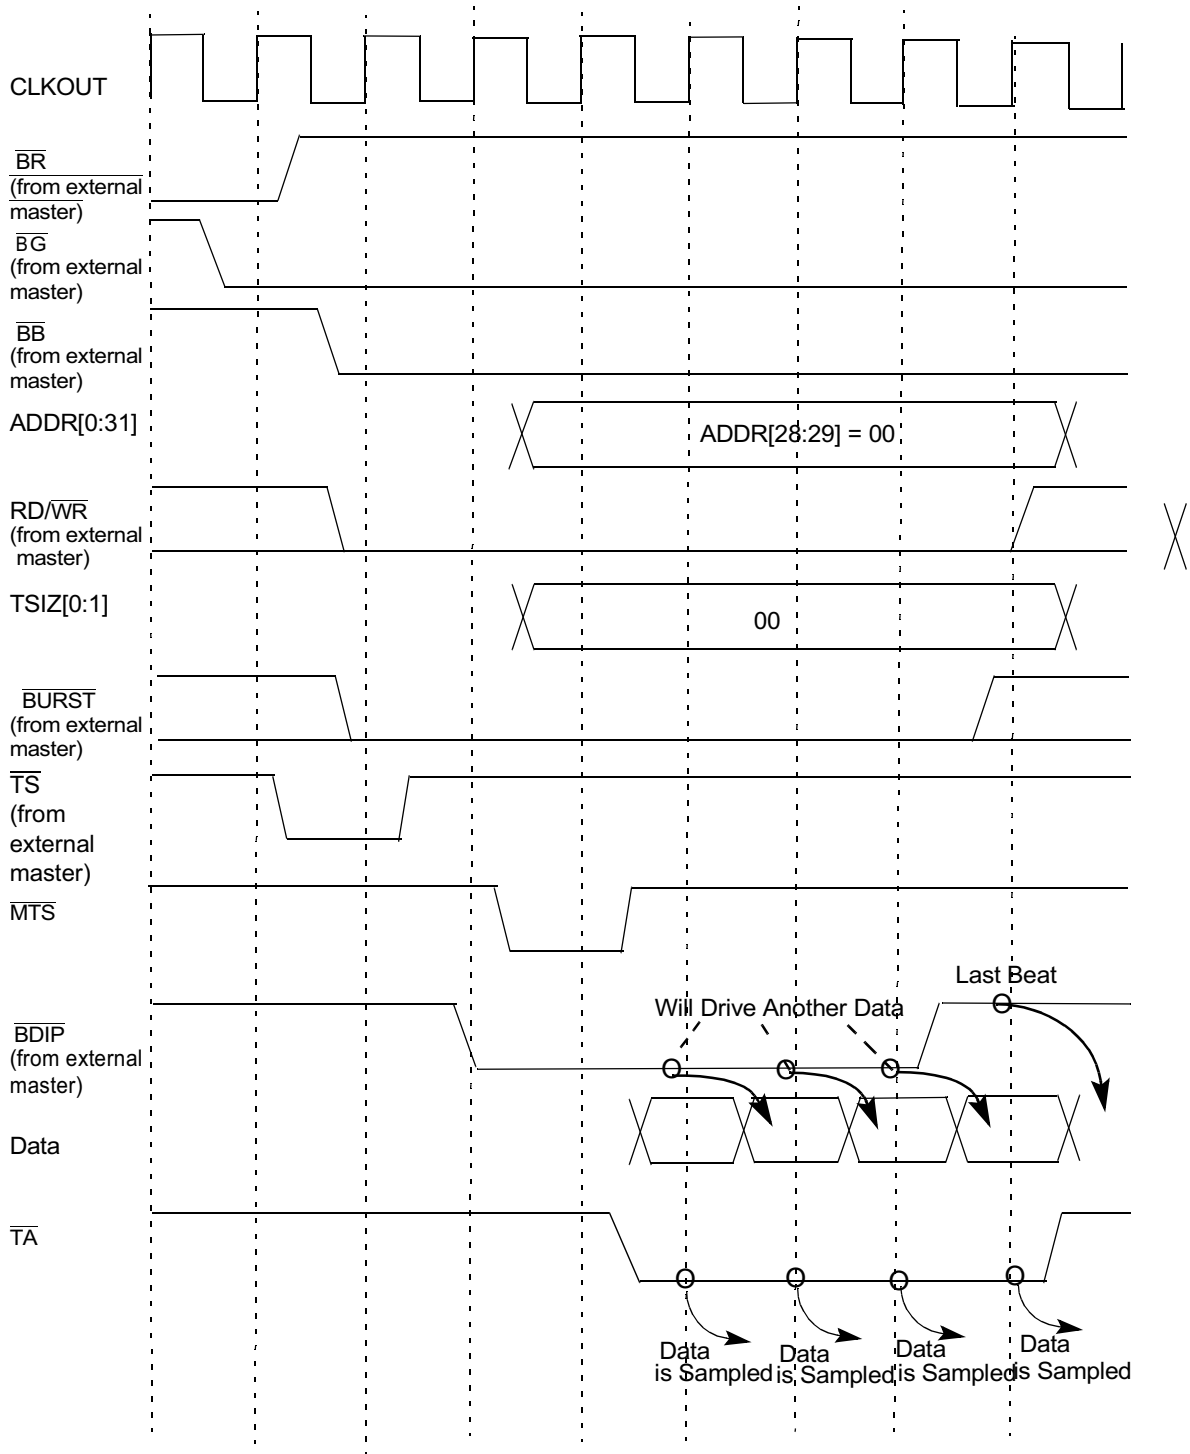 CLKOUT
BR
(from external
master)
BG
(from external
master)
BB
(from external
master)
ADDR[0:31]
ADDR[28:29] = 00
RD/WR
(from external
master)
TSIZ[0:1]
00
BURST
(from external
master)
TS
(from
external
master)
MTS
Last Beat
Will Drive Another Data
BDIP
(from external
master)
Data
TA
Data
is Sampled
Data
is Sampled
Data
is Sampled
Data
is Sampled